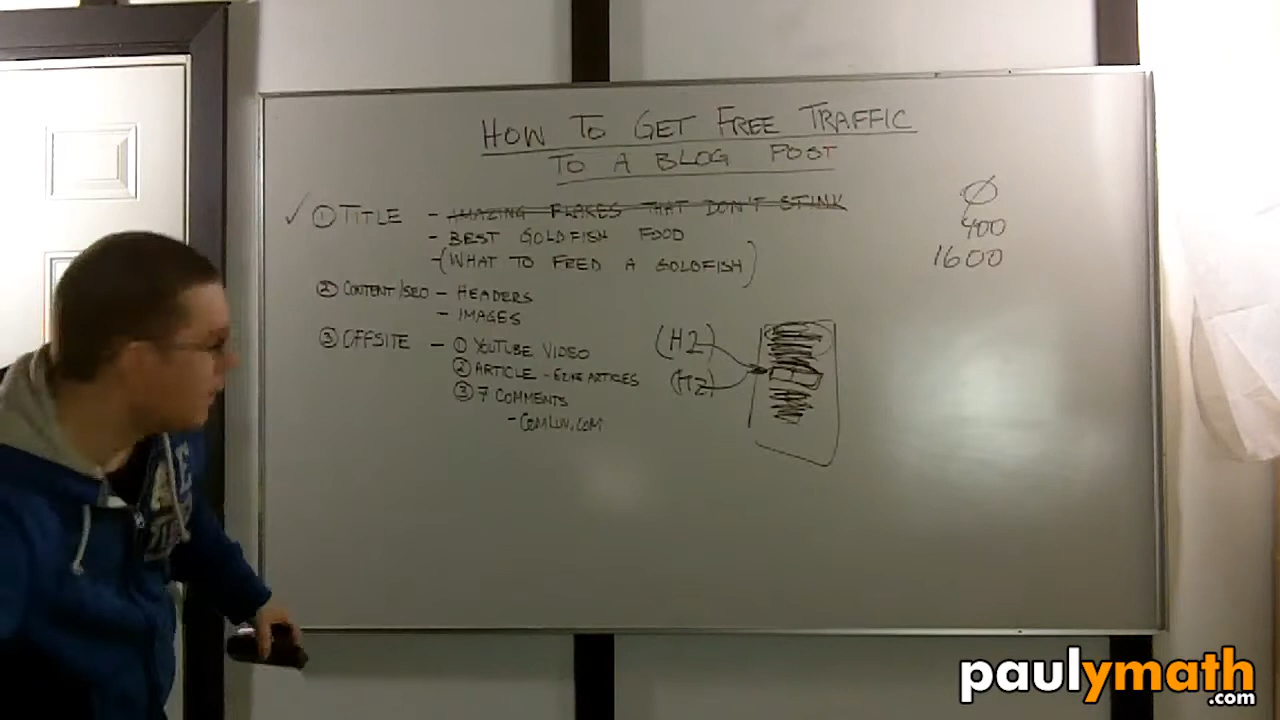 HOW TO GET FREE TRAFFIC
TO A BLOG POST
✓ ① TITLE - AMAZING FLAKES THAT DON'T STINK Ø
- BEST GOLDFISH FOOD 400
- (WHAT TO FEED A GOLDFISH) 1600
② CONTENT/SEO - HEADERS
- IMAGES
③ OFFSITE - ① YOUTUBE VIDEO (H2)
② ARTICLE - EZINE ARTICLES (H2)
③ 7 COMMENTS
- COMLUV.COM
paulymath
.com